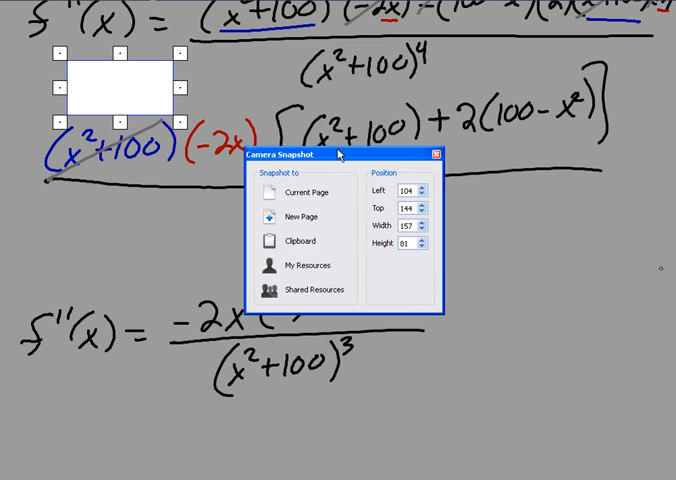 f''(x) = (x²+100)(-2x) - (100-x²)(2)(x²+100)
(x²+100)⁴
(x²+100)(-2x) [(x²+100) + 2(100-x²)]
Camera Snapshot
Snapshot to
Current Page
New Page
Clipboard
My Resources
Shared Resources
Position
Left 104
Top 144
Width 157
Height 81
f''(x) = -2x (
(x²+100)³